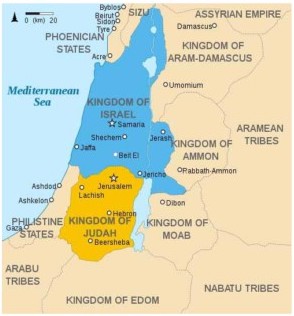 0 (km) 20
Byblos
Beirut
Sidon
Tyre
SIZU
ASSYRIAN EMPIRE
PHOENICIAN
STATES
Damascus
KINGDOM OF
ARAM-DAMASCUS
Acre
Mediterranean
Sea
Urmomium
KINGDOM OF
ISRAEL
Samaria
Shechem
Jerash
ARAMEAN
TRIBES
Jaffa
Beit El
KINGDOM OF
AMMON
Jericho
Rabbath-Ammon
Ashdod
Jerusalem
Lachish
Ashkelon
Dibon
Gaza
PHILISTINE
STATES
Hebron
KINGDOM OF
JUDAH
Beersheba
KINGDOM OF
MOAB
ARABU
TRIBES
KINGDOM OF EDOM
NABATU TRIBES